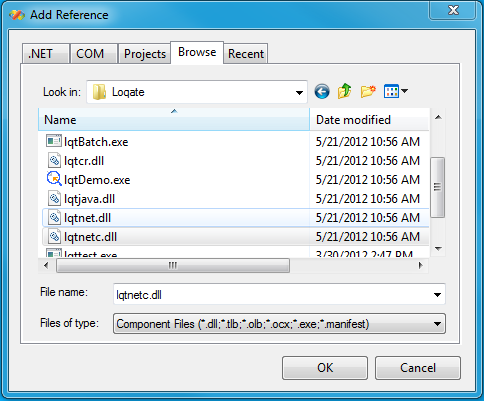 Add Reference
.NET COM Projects Browse Recent
Look in: Loqate
Name Date modified
lqtBatch.exe 5/21/2012 10:56 AM
lqtcr.dll 5/21/2012 10:56 AM
lqtDemo.exe 5/21/2012 10:56 AM
lqtjava.dll 5/21/2012 10:56 AM
lqtnet.dll 5/21/2012 10:56 AM
lqtnetc.dll 5/21/2012 10:56 AM
lqttest.exe 3/30/2012 2:47 PM
File name: lqtnetc.dll
Files of type: Component Files (*.dll;*.tlb;*.olb;*.ocx;*.exe;*.manifest)
OK Cancel